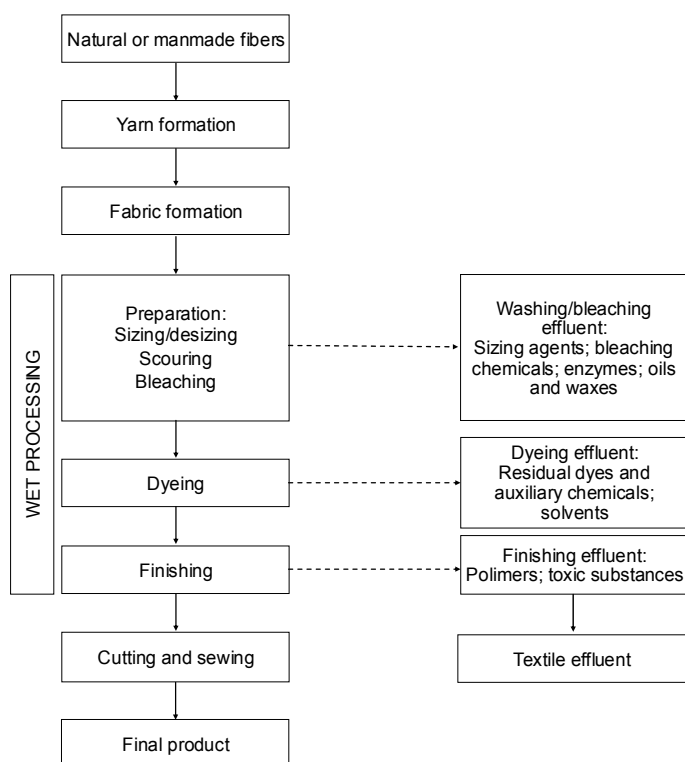 Natural or manmade fibers
Yarn formation
Fabric formation
WET PROCESSING
Preparation:
Sizing/desizing
Scouring
Bleaching
Washing/bleaching
effluent:
Sizing agents; bleaching
chemicals; enzymes; oils
and waxes
Dyeing
Dyeing effluent:
Residual dyes and
auxiliary chemicals;
solvents
Finishing
Finishing effluent:
Polimers; toxic substances
Cutting and sewing
Textile effluent
Final product